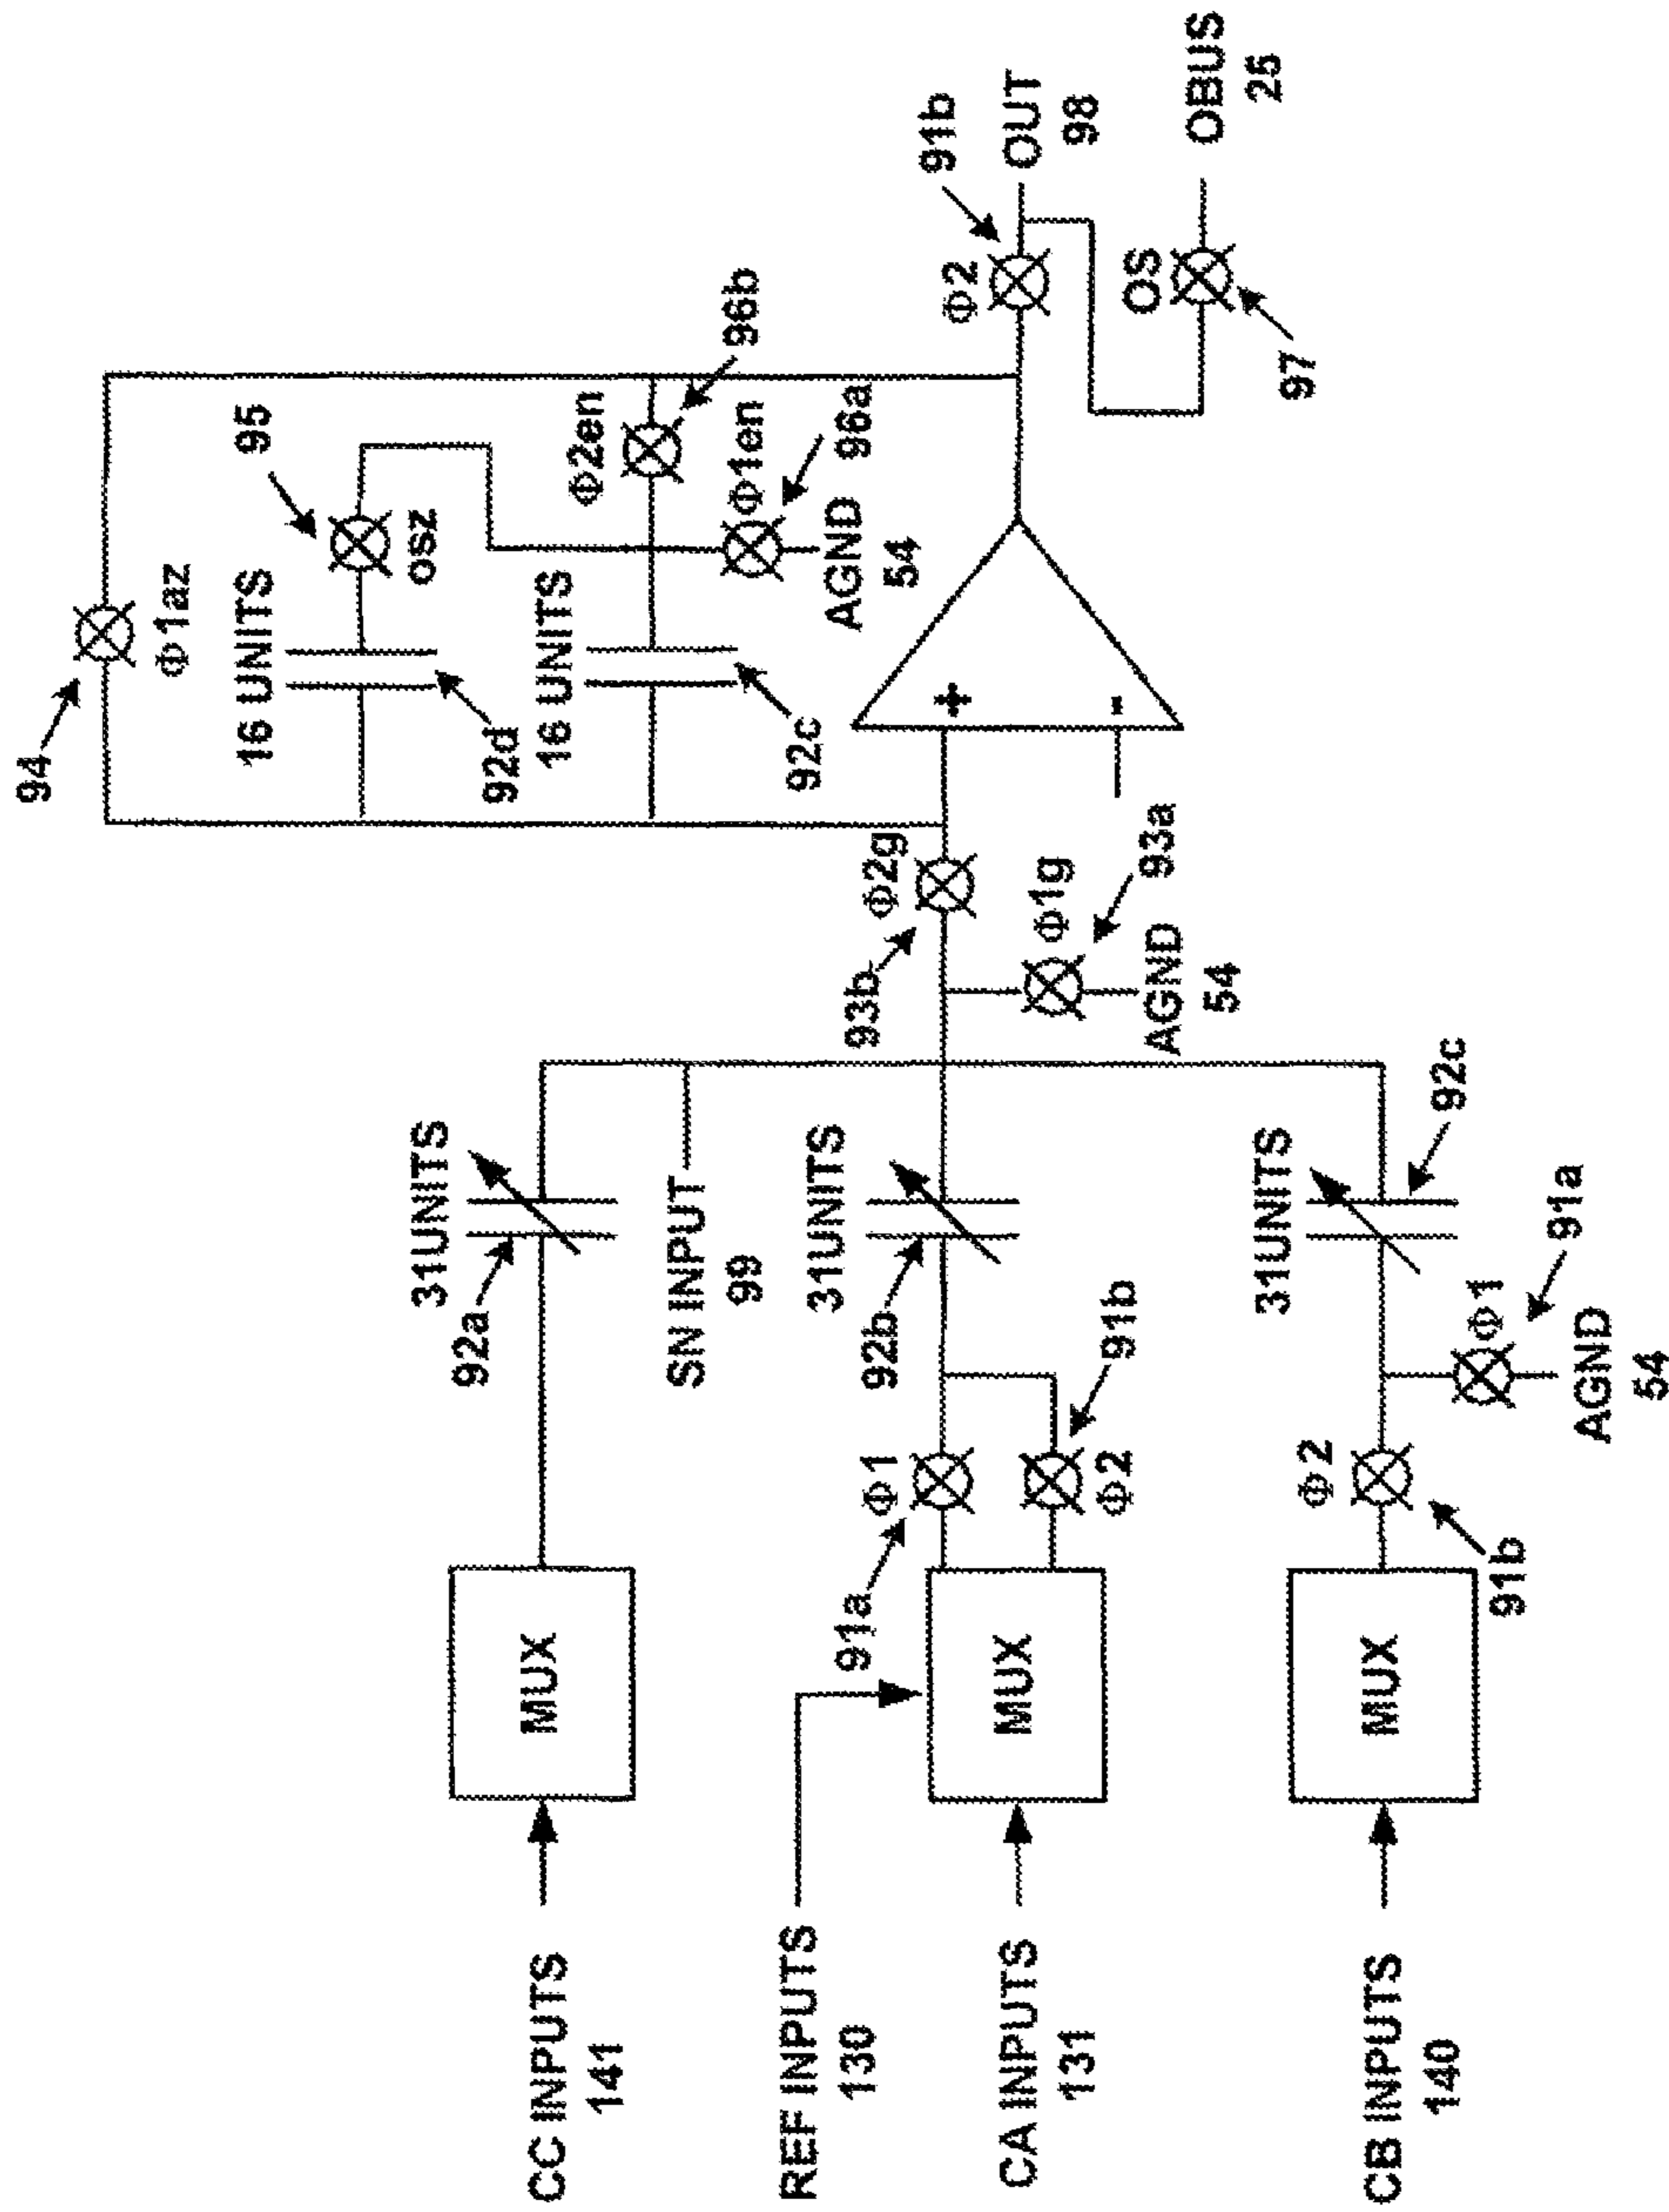 94
Φ1az
95
16 UNITS
osz
92d
16 UNITS
Φ2en
96b
Φ1en
96a
92c
AGND
54
+
-
Φ2
91b
OUT
98
OS
97
OBUS
25
Φ2g
93b
Φ1g
93a
AGND
54
31UNITS
92a
SN INPUT
99
31UNITS
92b
31UNITS
92c
Φ1
91a
Φ2
91b
Φ2
91b
Φ1
91a
AGND
54
MUX
MUX
MUX
CC INPUTS
141
REF INPUTS
130
CA INPUTS
131
CB INPUTS
140